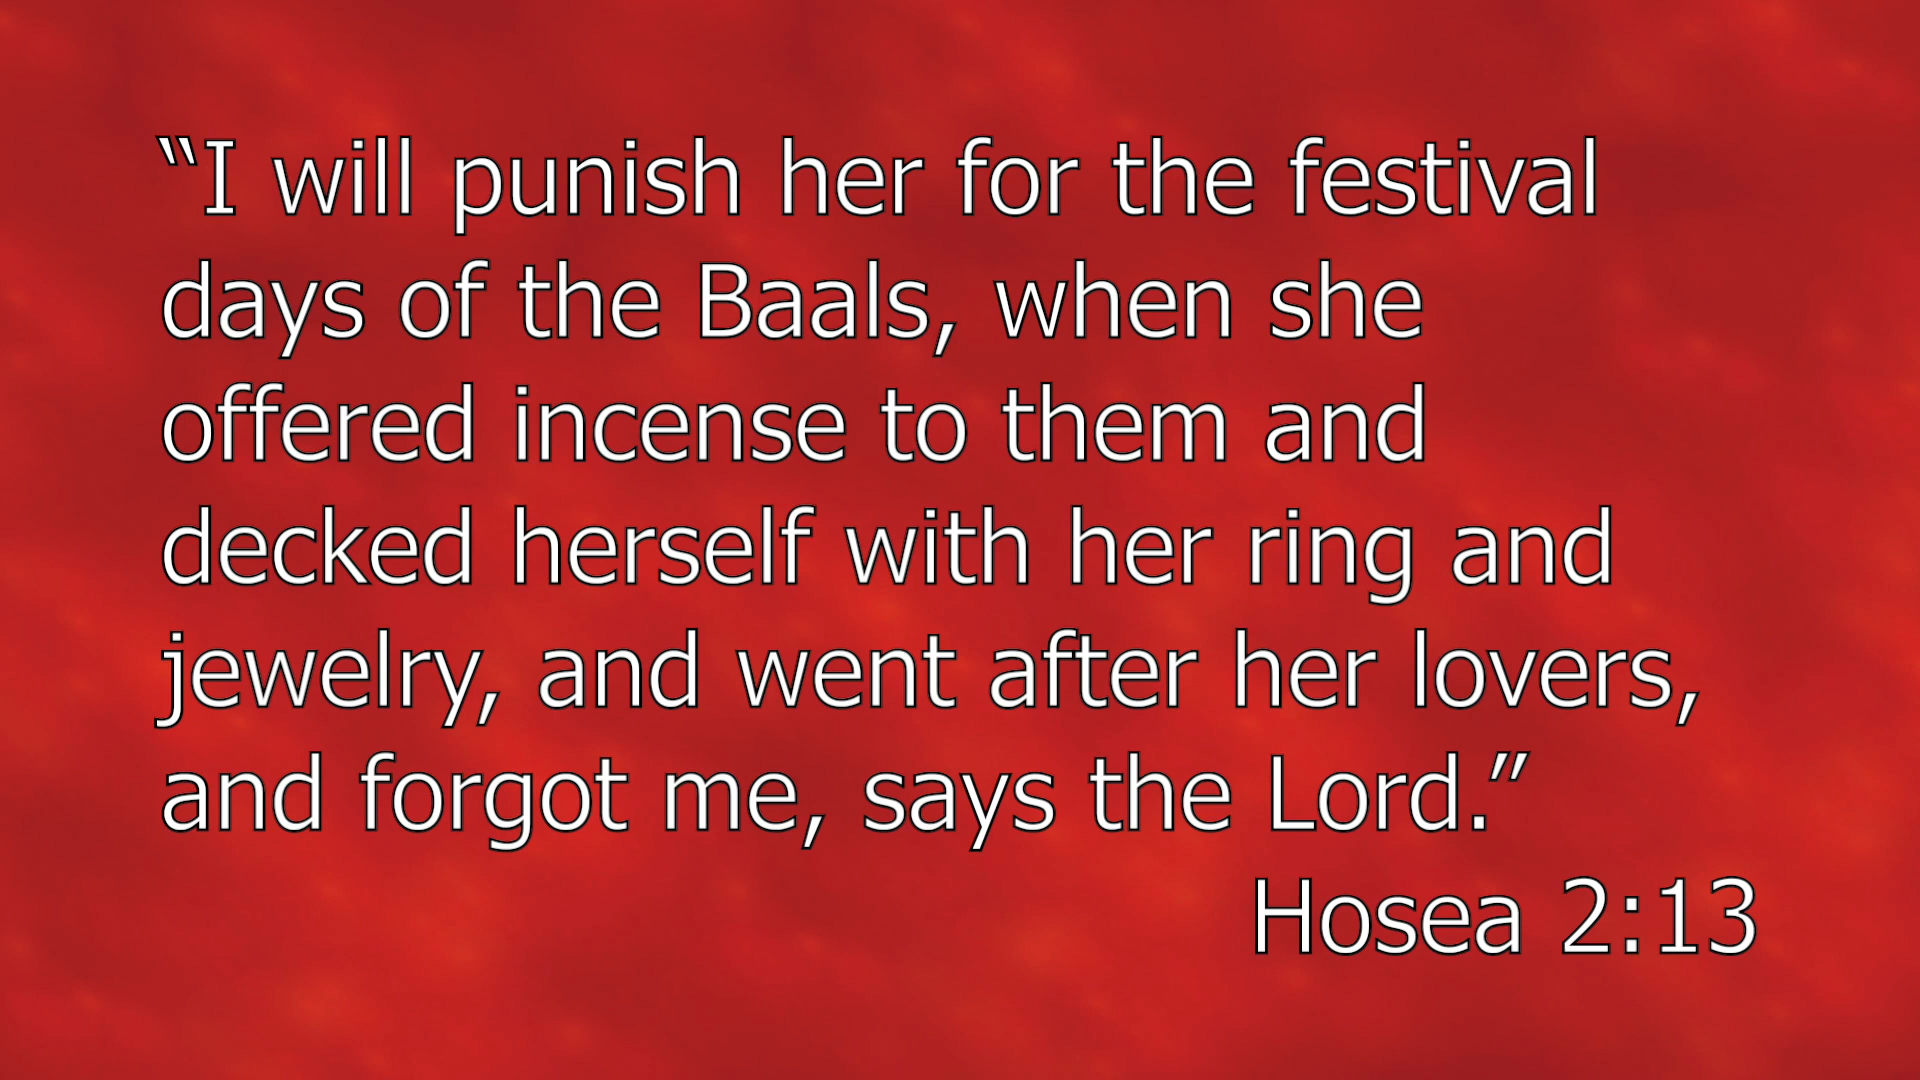 “I will punish her for the festival
days of the Baals, when she
offered incense to them and
decked herself with her ring and
jewelry, and went after her lovers,
and forgot me, says the Lord.”
Hosea 2:13